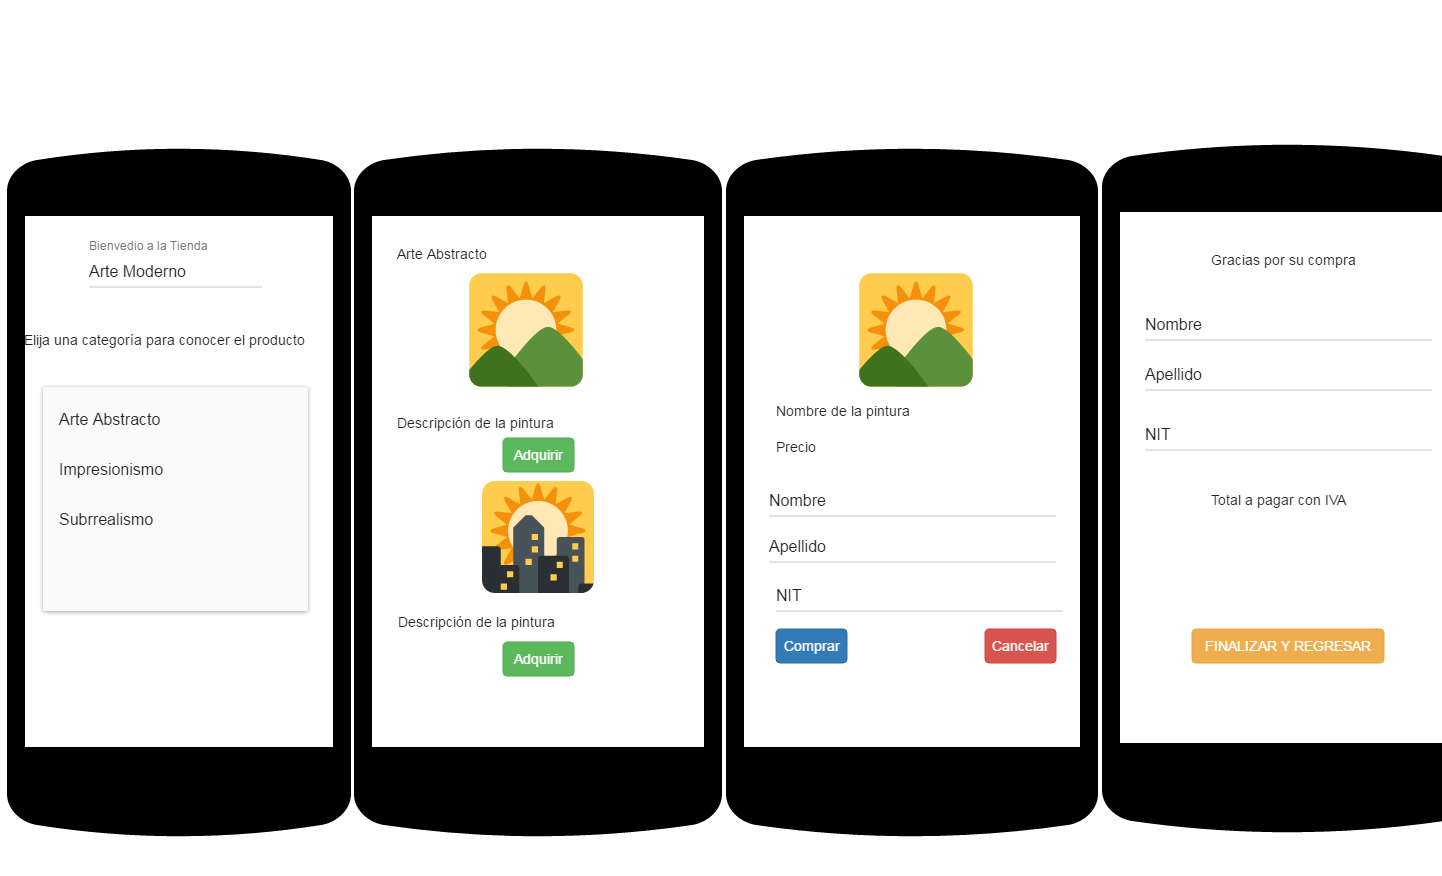 Bienvedio a la Tienda
Arte Moderno
Elija una categoría para conocer el producto
Arte Abstracto
Impresionismo
Subrrealismo
Arte Abstracto
Descripción de la pintura
Adquirir
Descripción de la pintura
Adquirir
Nombre de la pintura
Precio
Nombre
Apellido
NIT
Comprar
Cancelar
Gracias por su compra
Nombre
Apellido
NIT
Total a pagar con IVA
FINALIZAR Y REGRESAR